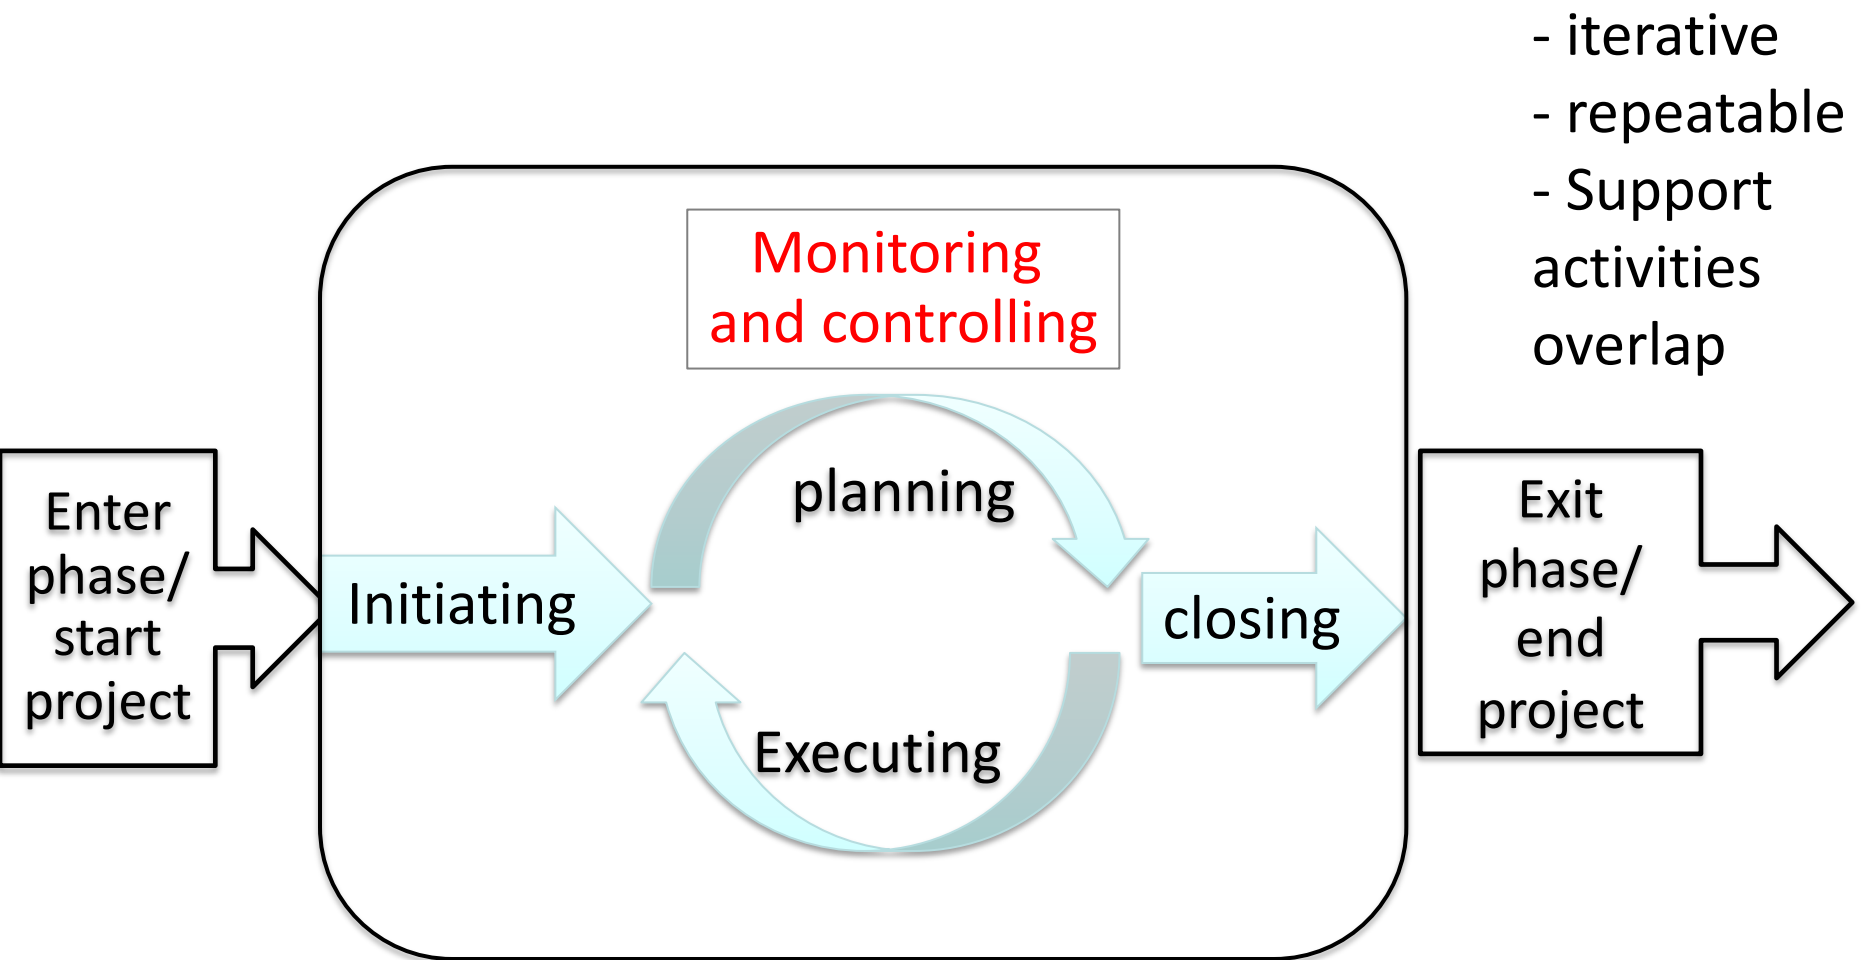 - iterative
- repeatable
- Support
activities
overlap
Monitoring
and controlling
Enter
phase/
start
project
Initiating
planning
Executing
closing
Exit
phase/
end
project